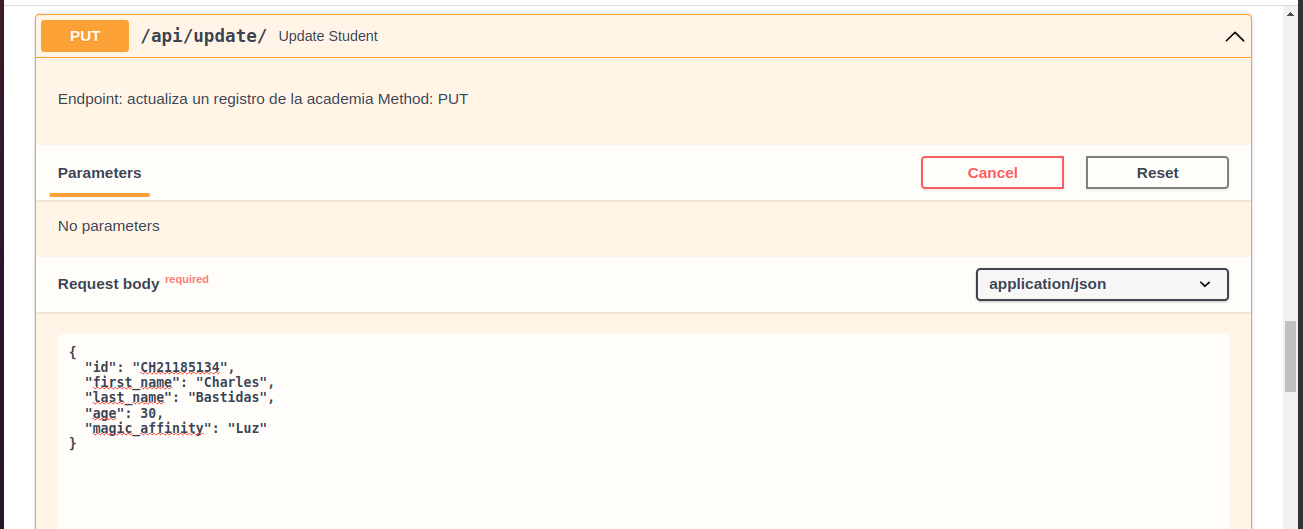 PUT /api/update/ Update Student
Endpoint: actualiza un registro de la academia Method: PUT
Parameters Cancel Reset
No parameters
Request body required application/json
{
"id": "CH21185134",
"first_name": "Charles",
"last_name": "Bastidas",
"age": 30,
"magic_affinity": "Luz"
}